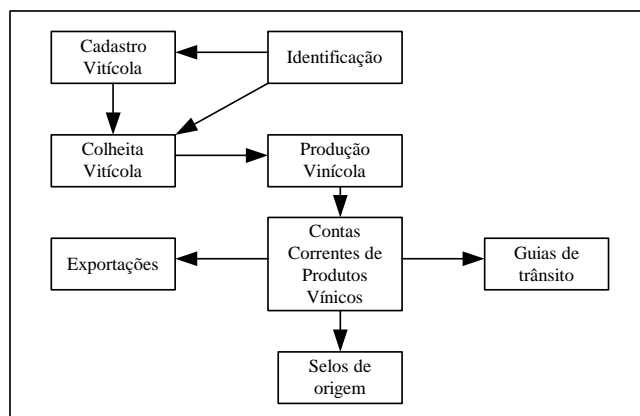 Cadastro
Vitícola
Identificação
Colheita
Vitícola
Produção
Vinícola
Exportações
Contas
Correntes de
Produtos
Vínicos
Guias de
trânsito
Selos de
origem